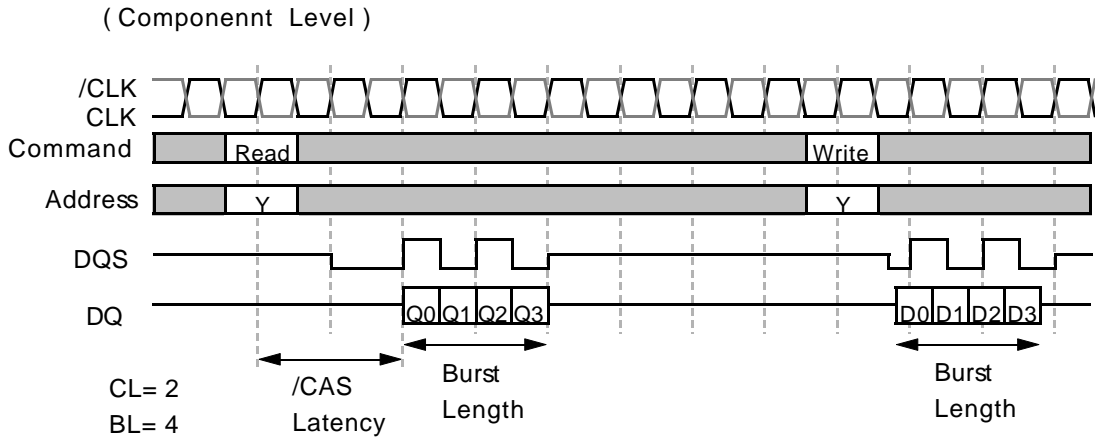 ( Componennt Level )
/CLK
CLK
Command Read Write
Address Y Y
DQS
DQ Q0 Q1 Q2 Q3 D0 D1 D2 D3
CL= 2 /CAS Burst Burst
BL= 4 Latency Length Length